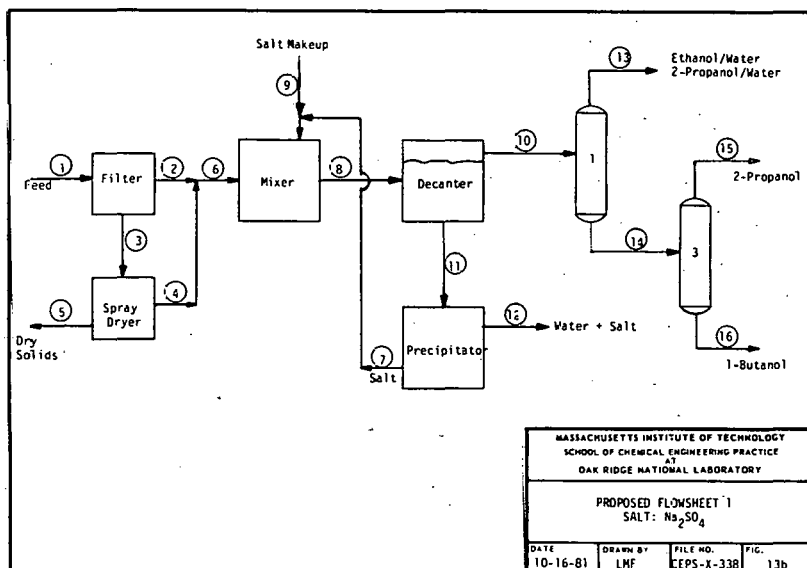 Salt Makeup
9
13
Ethanol/Water
2-Propanol/Water
1
Feed
Filter
2
6
Mixer
8
Decanter
10
1
15
2-Propanol
3
14
3
5
Spray
Dryer
4
Dry
Solids
11
Precipitator
12
Water + Salt
7
Salt
16
1-Butanol
MASSACHUSETTS INSTITUTE OF TECHNOLOGY
SCHOOL OF CHEMICAL ENGINEERING PRACTICE
AT
OAK RIDGE NATIONAL LABORATORY
PROPOSED FLOWSHEET 1
SALT: Na2SO4
DATE
10-16-81
DRAWN BY
LMF
FILE NO.
CEPS-X-338
FIG.
13b